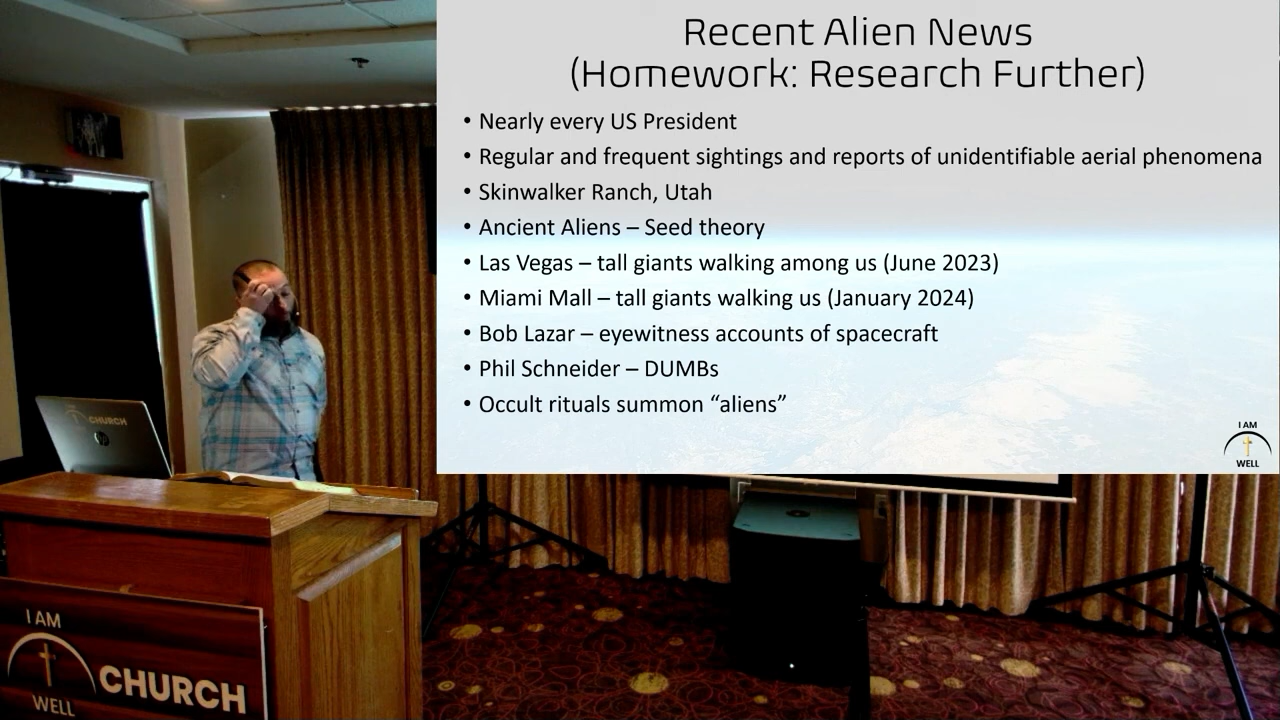 Recent Alien News
(Homework: Research Further)
• Nearly every US President
• Regular and frequent sightings and reports of unidentifiable aerial phenomena
• Skinwalker Ranch, Utah
• Ancient Aliens – Seed theory
• Las Vegas – tall giants walking among us (June 2023)
• Miami Mall – tall giants walking us (January 2024)
• Bob Lazar – eyewitness accounts of spacecraft
• Phil Schneider – DUMBs
• Occult rituals summon “aliens”
I AM
WELL
CHURCH
hp
I AM
WELL
CHURCH